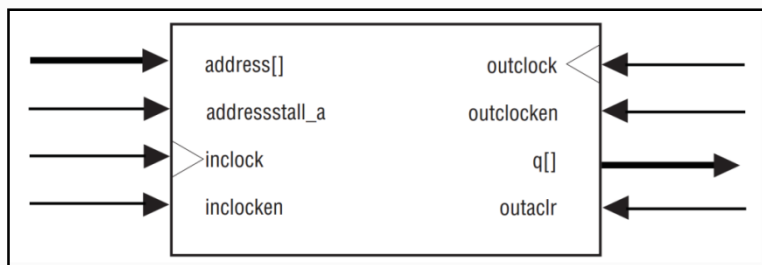 address[]
addressstall_a
inclock
inclocken
outclock
outclocken
q[]
outaclr